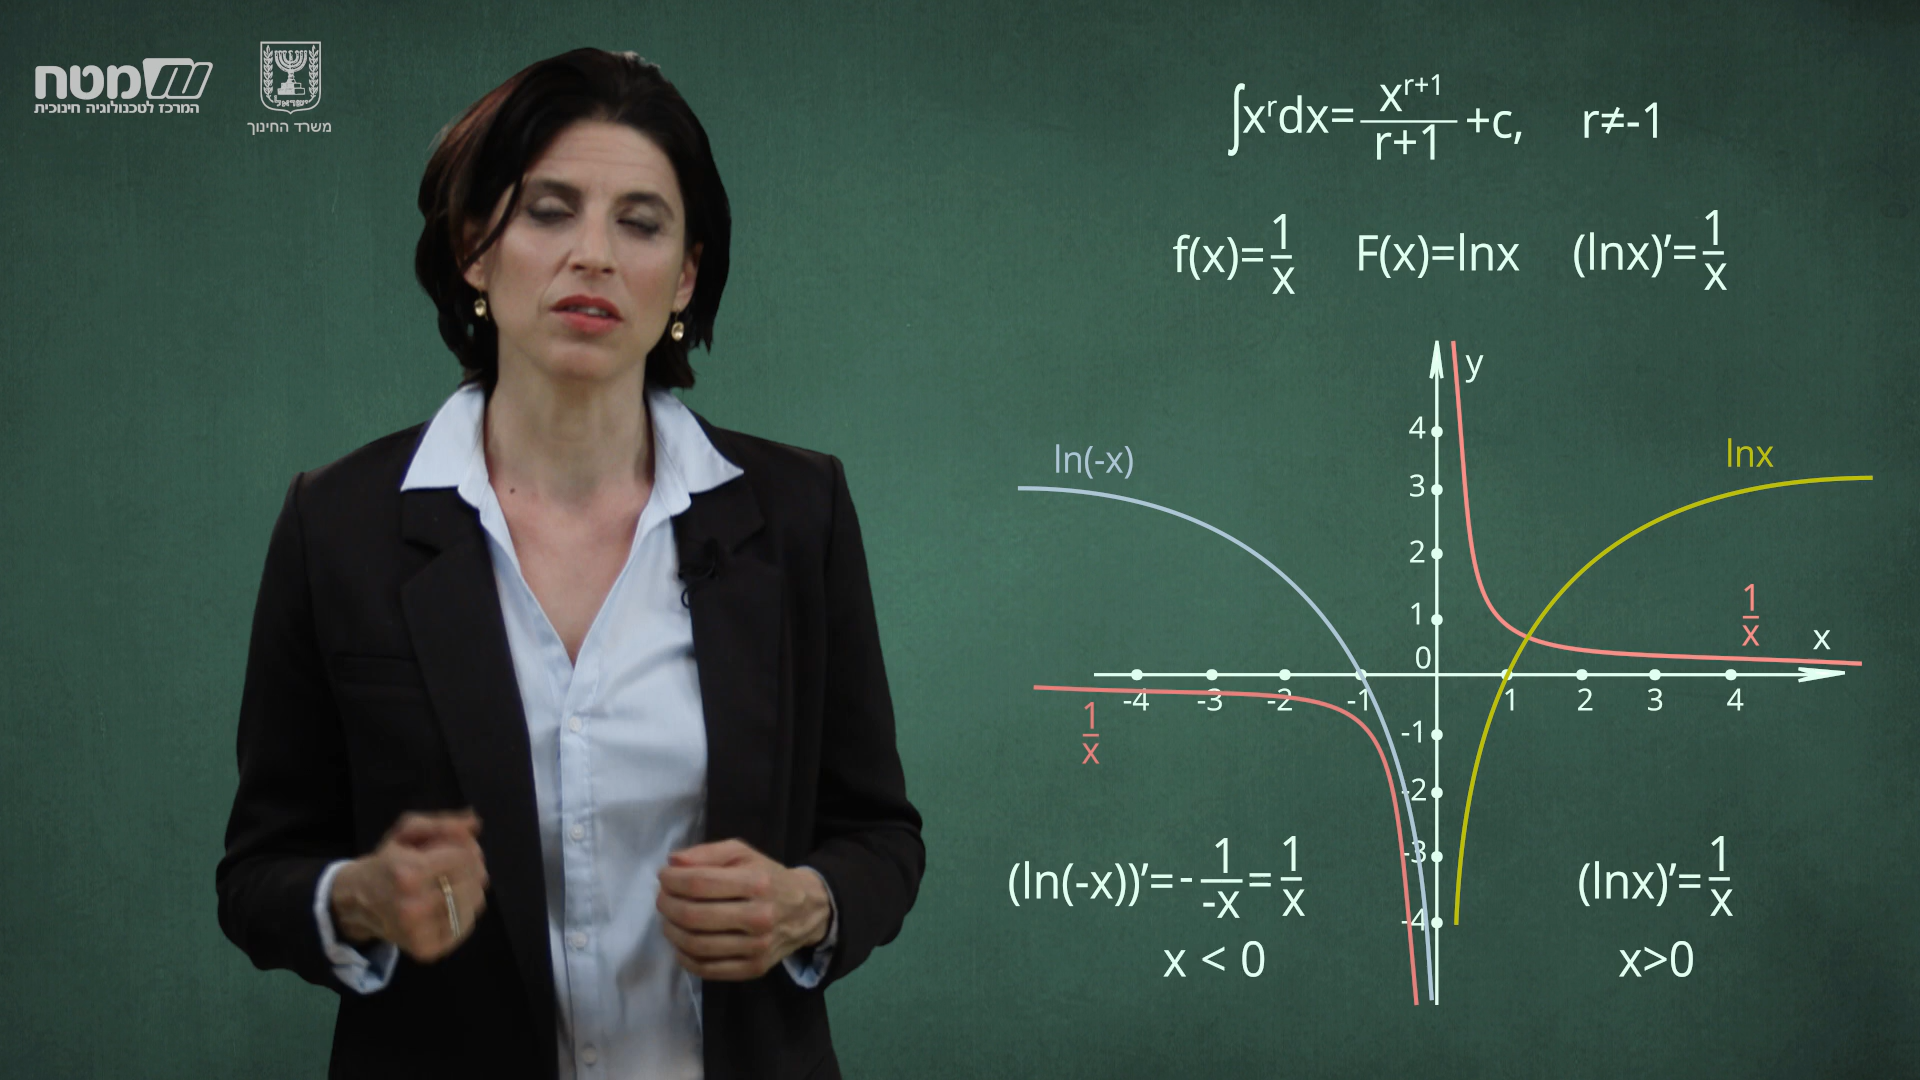 מטח
המרכז לטכנולוגיה חינוכית
ישראל
משרד החינוך
∫xʳdx= xʳ⁺¹/r+1 +c, r≠-1
f(x)=1/x F(x)=lnx (lnx)’=1/x
y
4
3
2
1
0
ln(-x)
lnx
1/x
x
-4 -3 -2 -1 1 2 3 4
1/x
-1
-2
-3
-4
(ln(-x))’=- 1/-x = 1/x
x < 0
(lnx)’=1/x
x>0